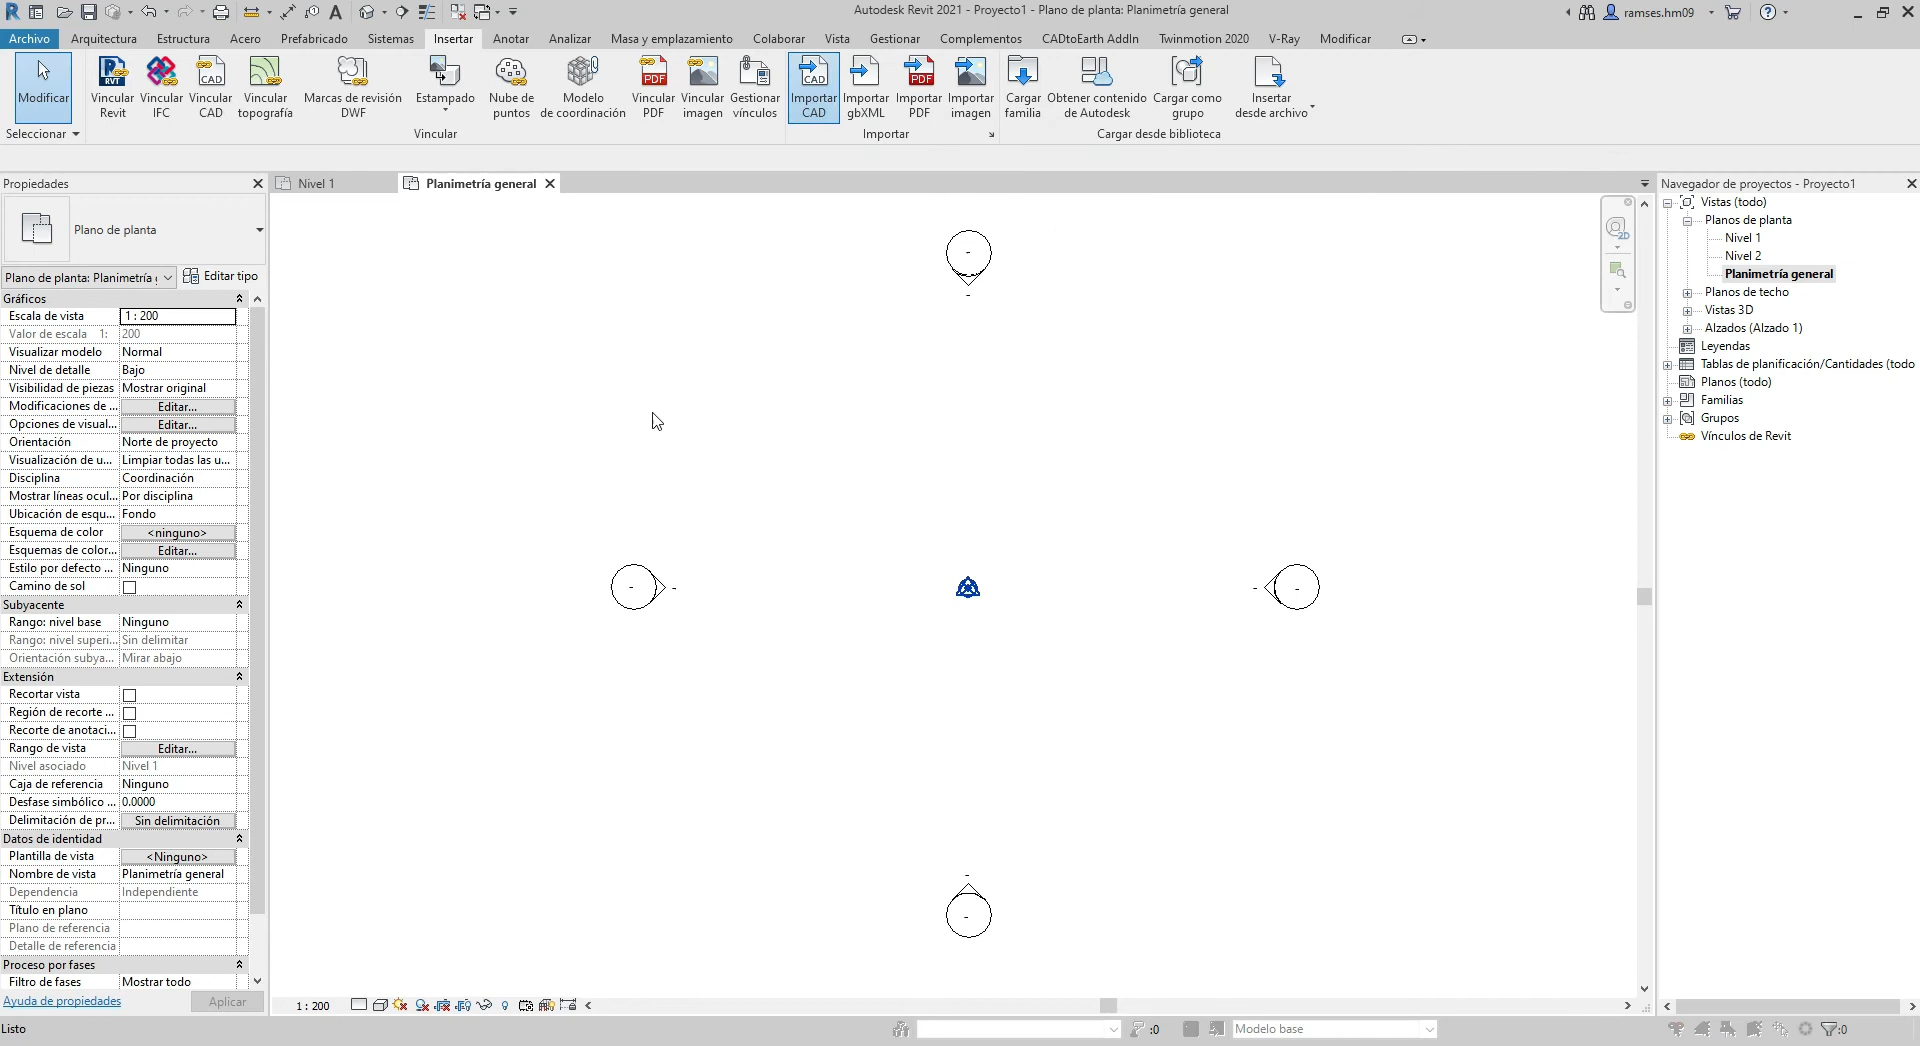 Autodesk Revit 2021 - Proyecto1 - Plano de planta: Planimetría general
ramses.hm09
Archivo Arquitectura Estructura Acero Prefabricado Sistemas Insertar Anotar Analizar Masa y emplazamiento Colaborar Vista Gestionar Complementos CADtoEarth AddIn Twinmotion 2020 V-Ray Modificar
Modificar
Vincular Revit
Vincular IFC
Vincular CAD
Vincular topografía
Marcas de revisión DWF
Estampado
Nube de puntos
Modelo de coordinación
Vincular PDF
Vincular imagen
Gestionar vínculos
Importar CAD
Importar gbXML
Importar PDF
Importar imagen
Cargar familia
Obtener contenido de Autodesk
Cargar como grupo
Insertar desde archivo
Seleccionar
Vincular
Importar
Cargar desde biblioteca
Propiedades
Nivel 1
Planimetría general
Navegador de proyectos - Proyecto1
Plano de planta
Plano de planta: Planimetría
Editar tipo
Gráficos
Escala de vista 1 : 200
Valor de escala 1: 200
Visualizar modelo Normal
Nivel de detalle Bajo
Visibilidad de piezas Mostrar original
Modificaciones de ... Editar...
Opciones de visual... Editar...
Orientación Norte de proyecto
Visualización de u... Limpiar todas las u...
Disciplina Coordinación
Mostrar líneas ocul... Por disciplina
Ubicación de esqu... Fondo
Esquema de color <ninguno>
Esquemas de color... Editar...
Estilo por defecto ... Ninguno
Camino de sol
Subyacente
Rango: nivel base Ninguno
Rango: nivel superi... Sin delimitar
Orientación subya... Mirar abajo
Extensión
Recortar vista
Región de recorte ...
Recorte de anotaci...
Rango de vista Editar...
Nivel asociado Nivel 1
Caja de referencia Ninguno
Desfase simbólico ... 0.0000
Delimitación de pr... Sin delimitación
Datos de identidad
Plantilla de vista <Ninguno>
Nombre de vista Planimetría general
Dependencia Independiente
Título en plano
Plano de referencia
Detalle de referencia
Proceso por fases
Filtro de fases Mostrar todo
Ayuda de propiedades Aplicar
2D
Vistas (todo)
Planos de planta
Nivel 1
Nivel 2
Planimetría general
Planos de techo
Vistas 3D
Alzados (Alzado 1)
Leyendas
Tablas de planificación/Cantidades (todo
Planos (todo)
Familias
Grupos
Vínculos de Revit
1 : 200
Listo
:0
Modelo base
:0